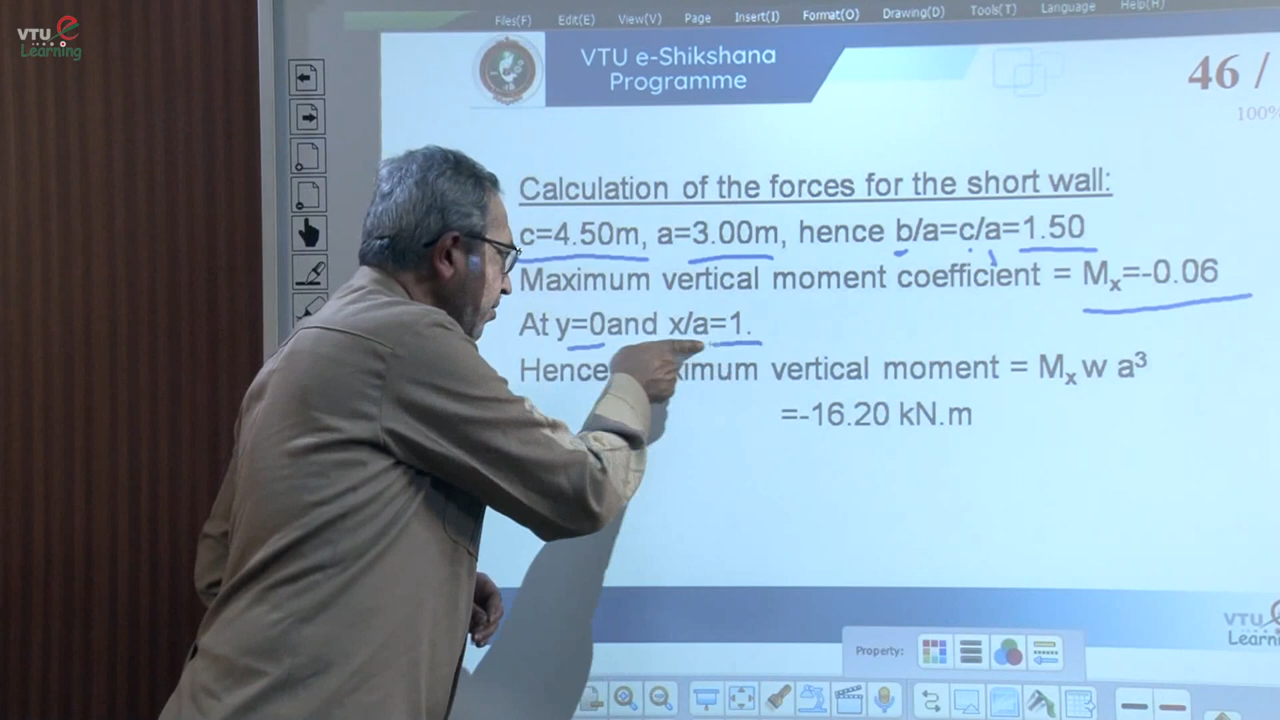 VTU e
Learning
Files(F) Edit(E) View(V) Page Insert(I) Format(O) Drawing(D) Tools(T) Language Help(H)
VTU e-Shikshana
Programme
46 /
100%
Calculation of the forces for the short wall:
c=4.50m, a=3.00m, hence b/a=c/a=1.50
Maximum vertical moment coefficient = Mₓ=-0.06
At y=0and x/a=1.
Hence vertical moment = Mₓ w a³
=-16.20 kN.m
VTU e
Property: